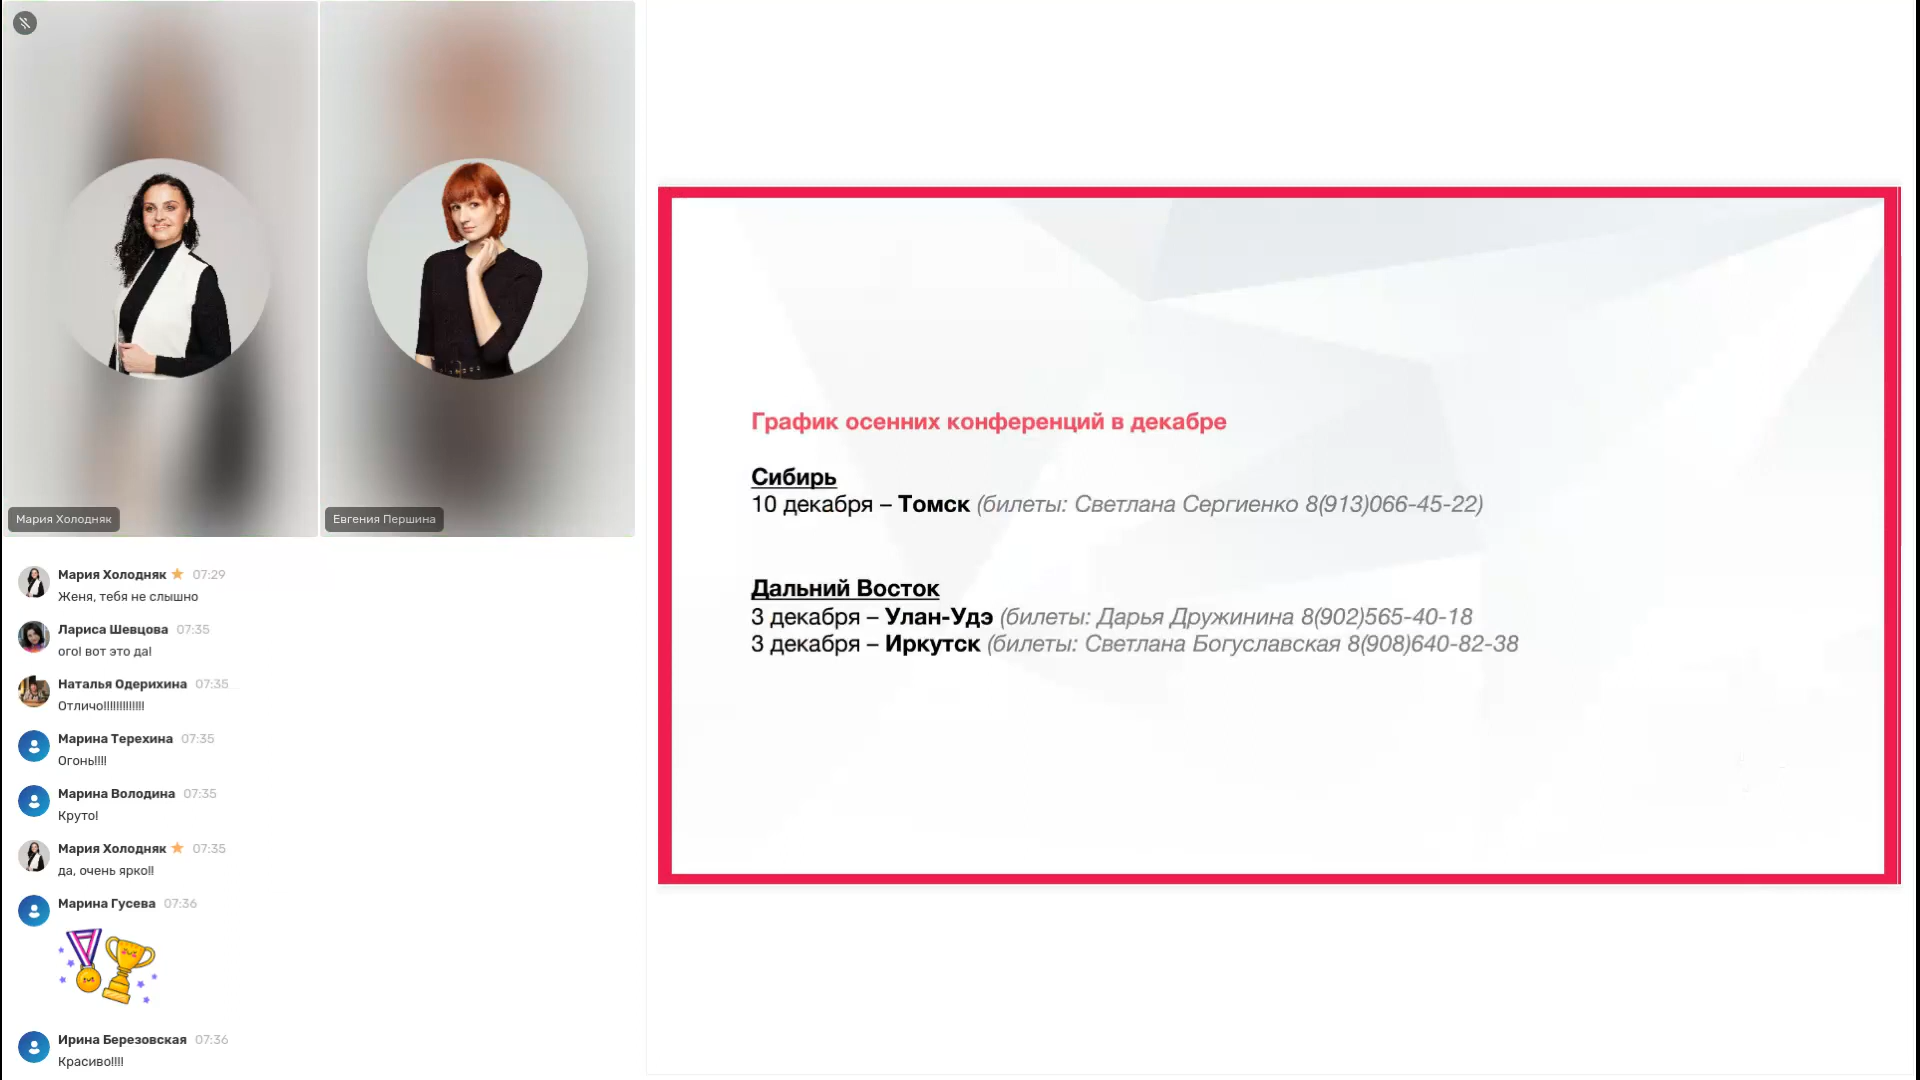 Мария Холодняк
Евгения Першина
Мария Холодняк 07:29
Женя, тебя не слышно
Лариса Шевцова 07:35
ого! вот это да!
Наталья Одерихина 07:35
Отличо!!!!!!!!!!!!!
Марина Терехина 07:35
Огонь!!!!
Марина Володина 07:35
Круто!
Мария Холодняк 07:35
да, очень ярко!!
Марина Гусева 07:36
Ирина Березовская 07:36
Красиво!!!!
График осенних конференций в декабре
Сибирь
10 декабря – Томск (билеты: Светлана Сергиенко 8(913)066-45-22)
Дальний Восток
3 декабря – Улан-Удэ (билеты: Дарья Дружинина 8(902)565-40-18
3 декабря – Иркутск (билеты: Светлана Богуславская 8(908)640-82-38